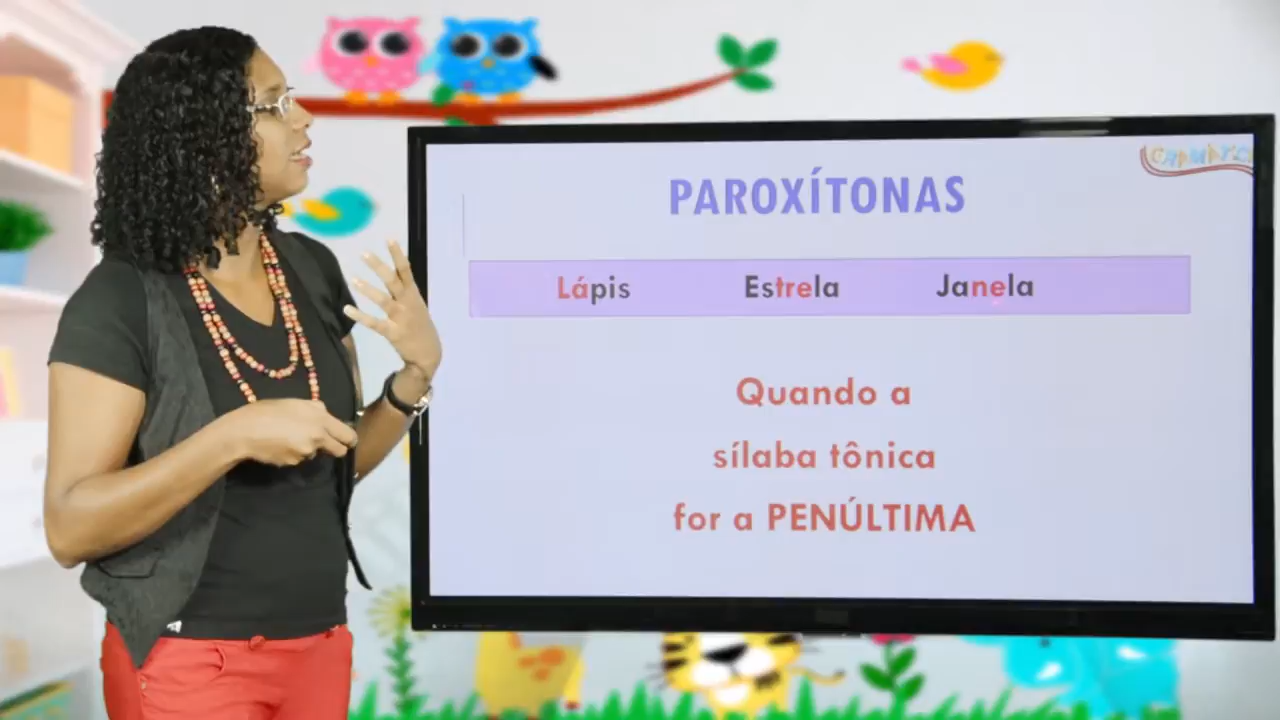 PAROXÍTONAS
Lápis Estrela Janela
Quando a
sílaba tônica
for a PENÚLTIMA